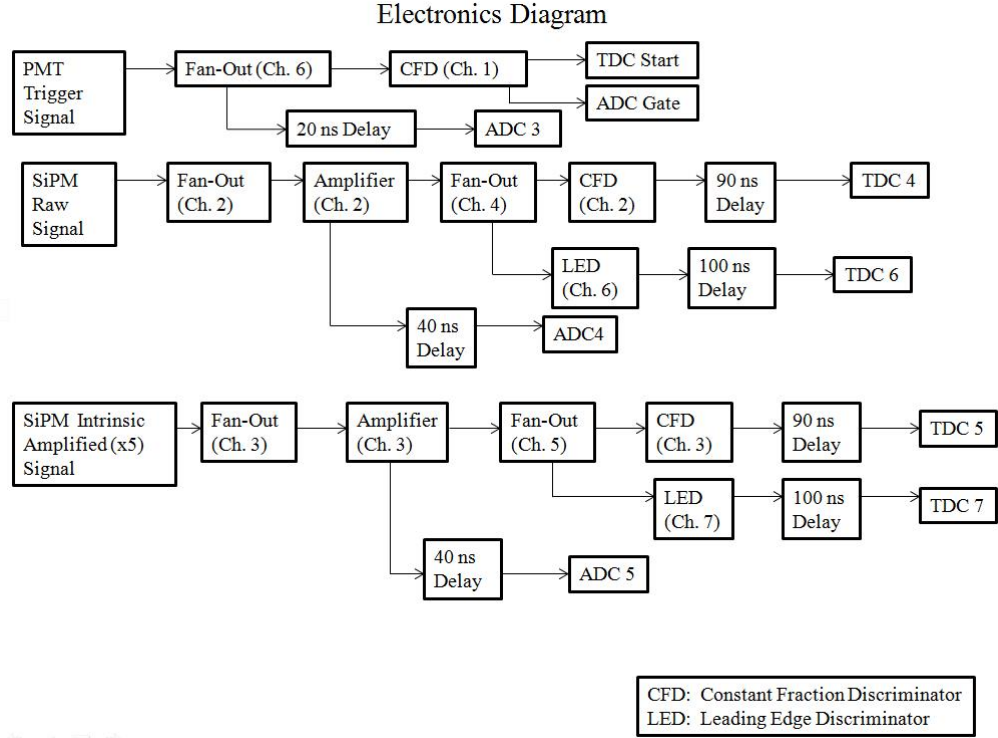 Electronics Diagram
PMT
Trigger
Signal
Fan-Out (Ch. 6)
CFD (Ch. 1)
TDC Start
ADC Gate
20 ns Delay
ADC 3
SiPM
Raw
Signal
Fan-Out
(Ch. 2)
Amplifier
(Ch. 2)
Fan-Out
(Ch. 4)
CFD
(Ch. 2)
90 ns
Delay
TDC 4
LED
(Ch. 6)
100 ns
Delay
TDC 6
40 ns
Delay
ADC4
SiPM Intrinsic
Amplified (x5)
Signal
Fan-Out
(Ch. 3)
Amplifier
(Ch. 3)
Fan-Out
(Ch. 5)
CFD
(Ch. 3)
90 ns
Delay
TDC 5
LED
(Ch. 7)
100 ns
Delay
TDC 7
40 ns
Delay
ADC 5
CFD: Constant Fraction Discriminator
LED: Leading Edge Discriminator